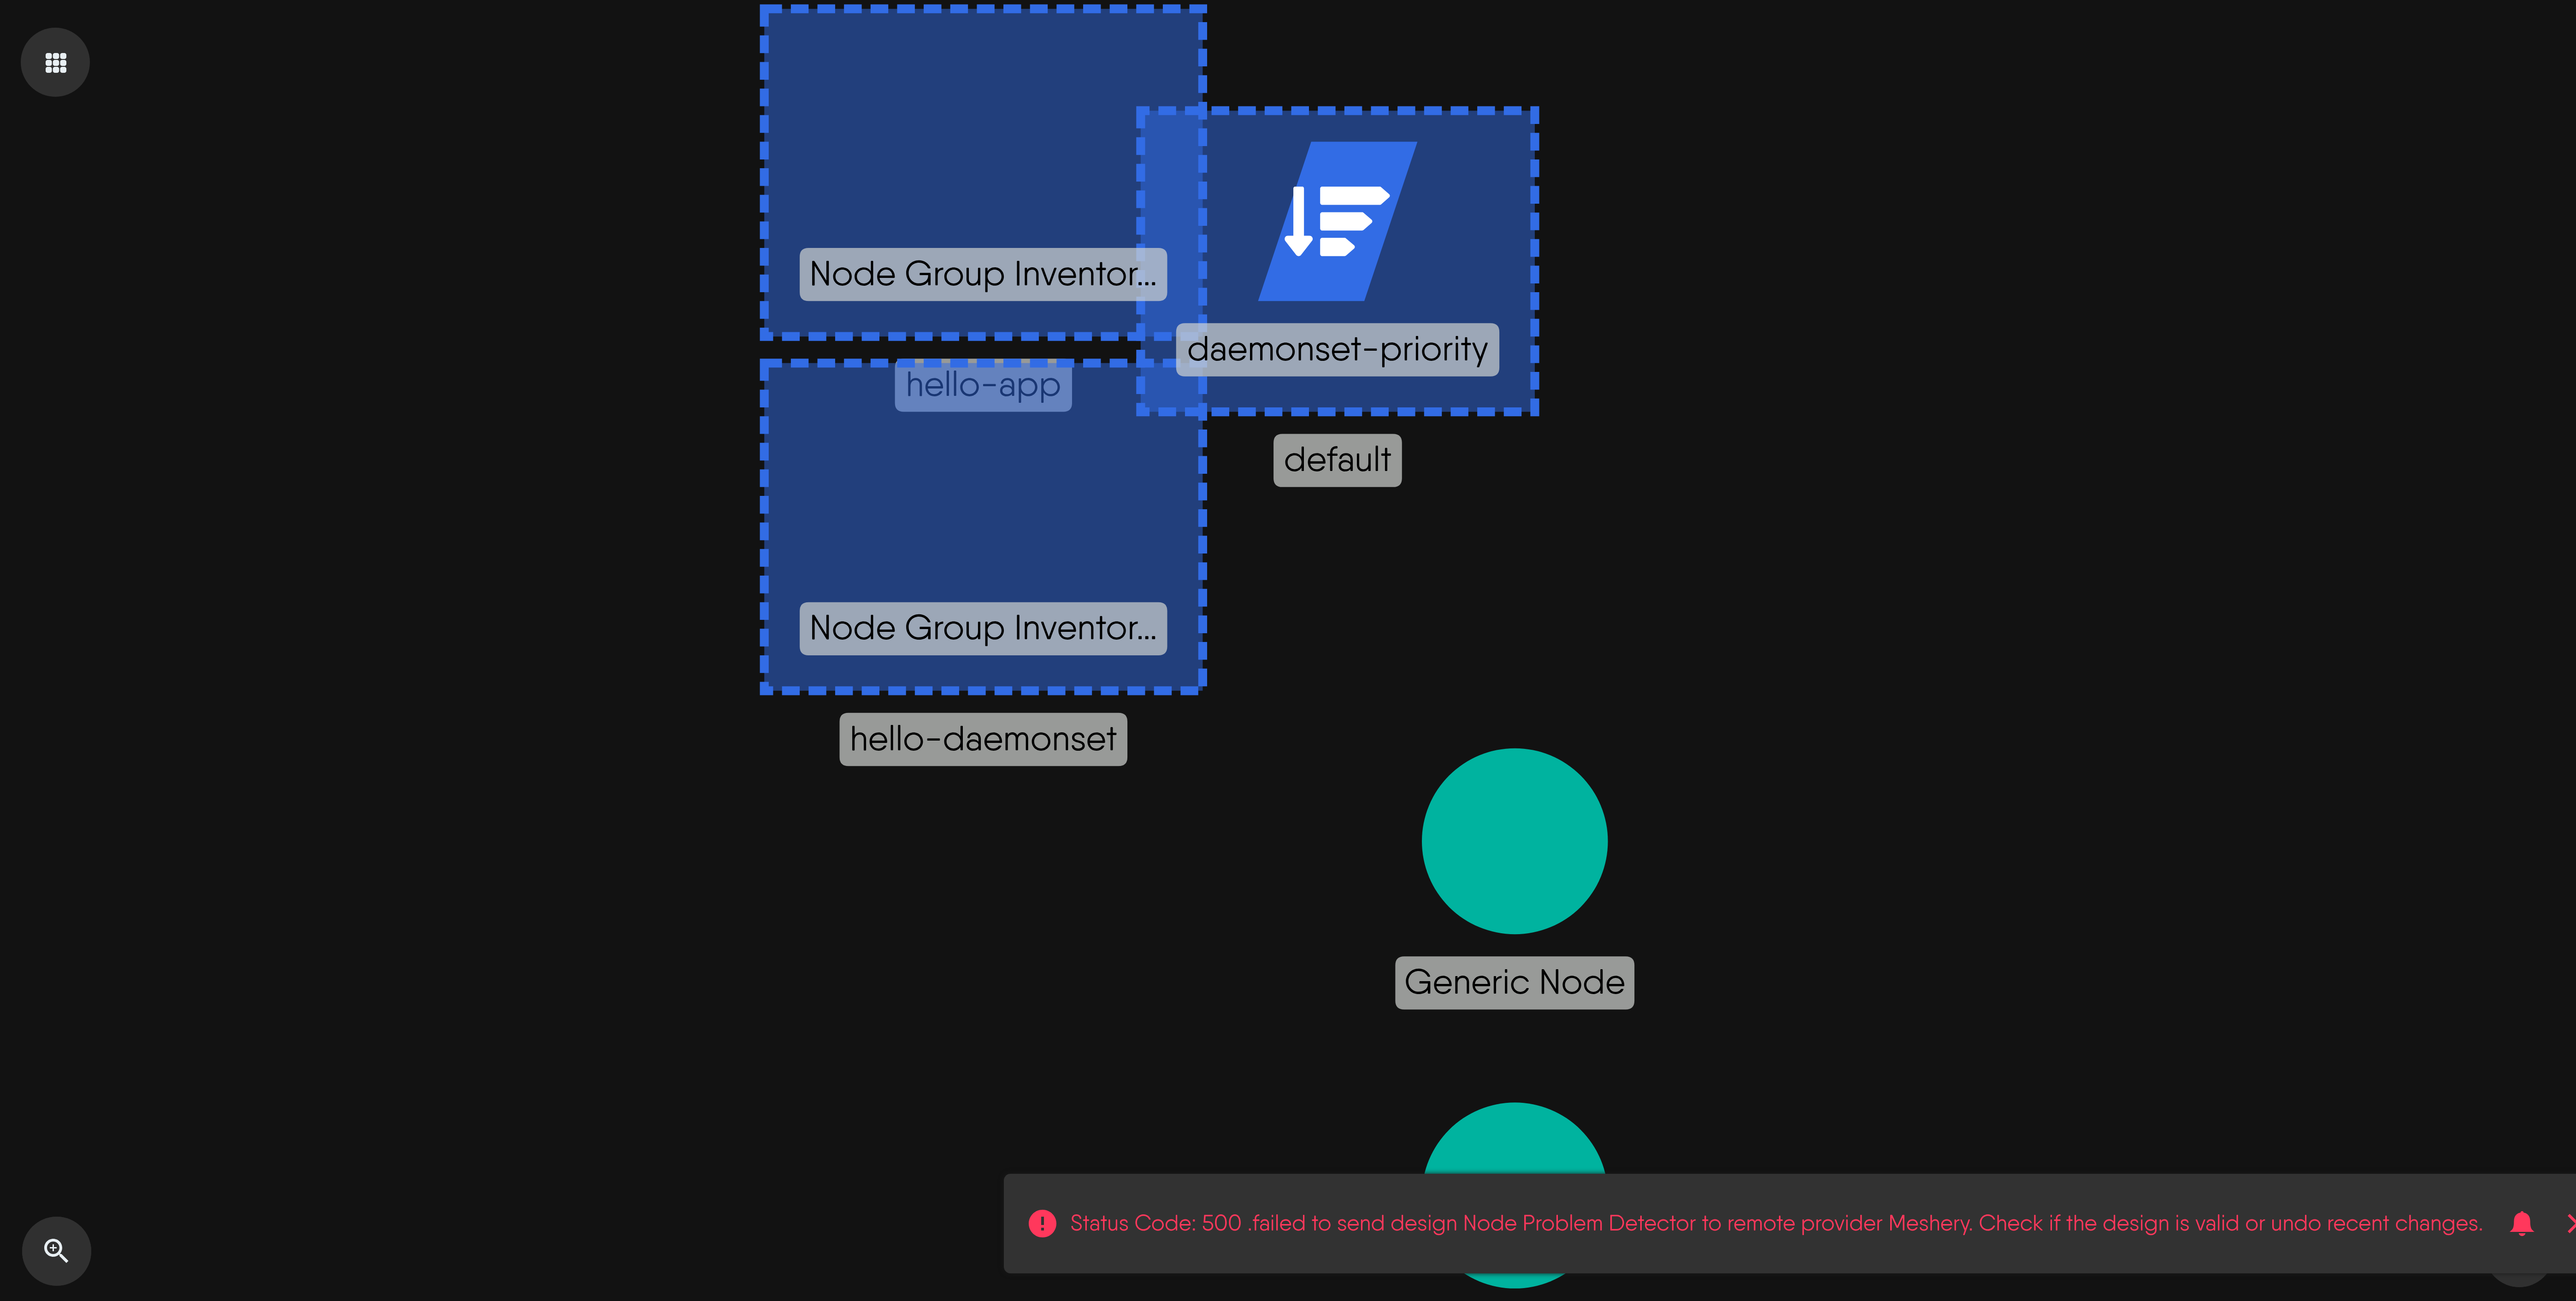 Node Group Inventor...
daemonset-priority
hello-app
default
Node Group Inventor...
hello-daemonset
Generic Node
Status Code: 500 .failed to send design Node Problem Detector to remote provider Meshery. Check if the design is valid or undo recent changes.